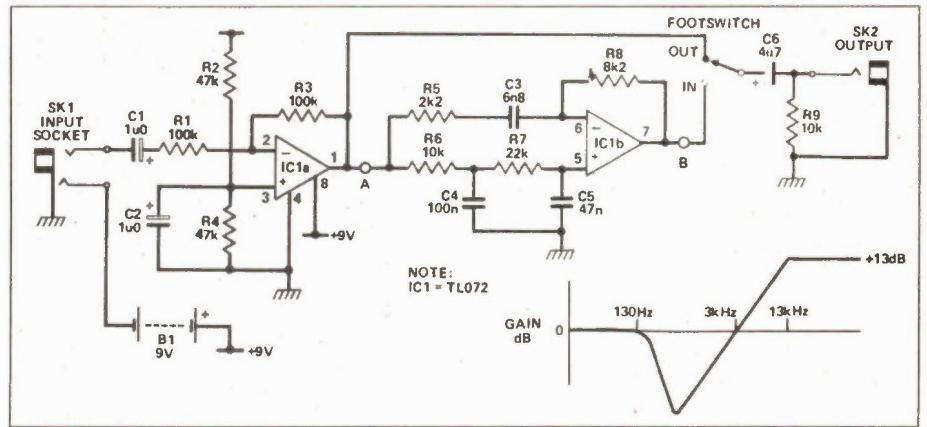 FOOTSWITCH
OUT
IN
C6
4u7
SK2
OUTPUT
R9
10k
SK1
INPUT
SOCKET
C1
1u0
+
R1
100k
R2
47k
R3
100k
2
3
-
+
IC1a
1
8
4
+9V
A
C2
1u0
+
R4
47k
R5
2k2
C3
6n8
R6
10k
R7
22k
C4
100n
C5
47n
R8
8k2
6
5
-
+
IC1b
7
B
+
B1
9V
+
+9V
NOTE:
IC1 = TL072
GAIN
dB
0
130Hz
3kHz
13kHz
+13dB